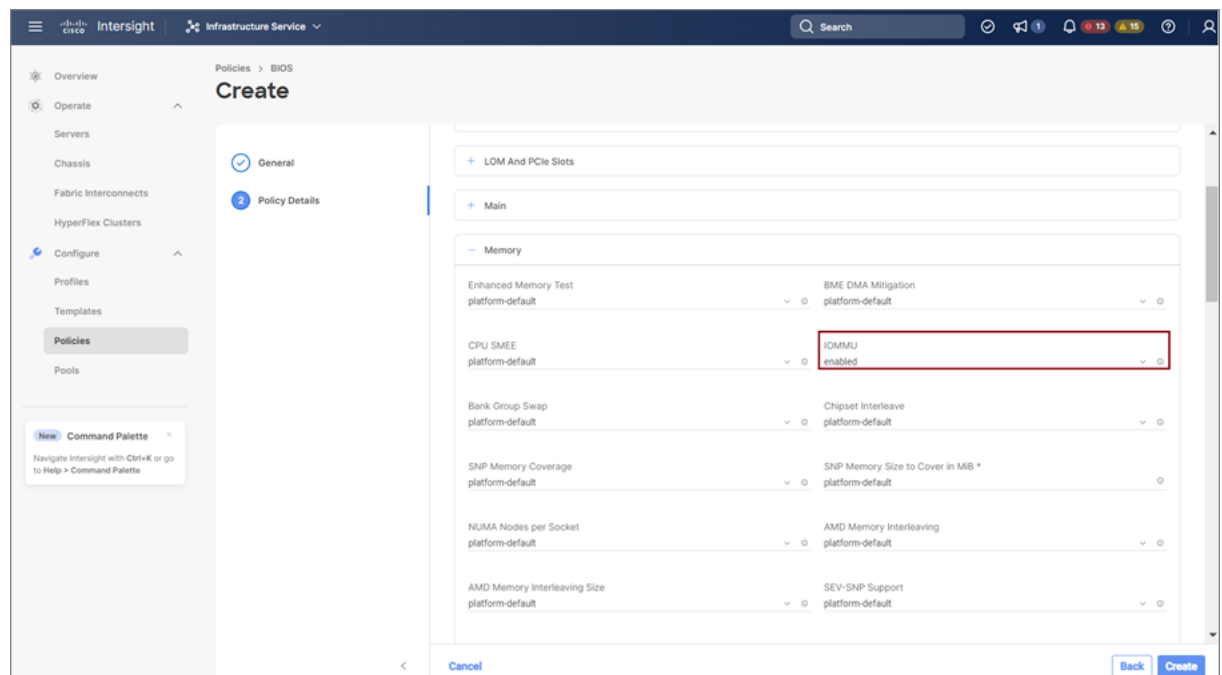 cisco Intersight
Infrastructure Service
Search
1
13
15
Overview
Operate
Servers
Chassis
Fabric Interconnects
HyperFlex Clusters
Configure
Profiles
Templates
Policies
Pools
New Command Palette
Navigate Intersight with Ctrl+K or go
to Help > Command Palette
Policies > BIOS
Create
General
2 Policy Details
+ LOM And PCIe Slots
+ Main
− Memory
Enhanced Memory Test
platform-default
BME DMA Mitigation
platform-default
CPU SMEE
platform-default
IOMMU
enabled
Bank Group Swap
platform-default
Chipset Interleave
platform-default
SNP Memory Coverage
platform-default
SNP Memory Size to Cover in MiB *
platform-default
NUMA Nodes per Socket
platform-default
AMD Memory Interleaving
platform-default
AMD Memory Interleaving Size
platform-default
SEV-SNP Support
platform-default
Cancel
Back
Create